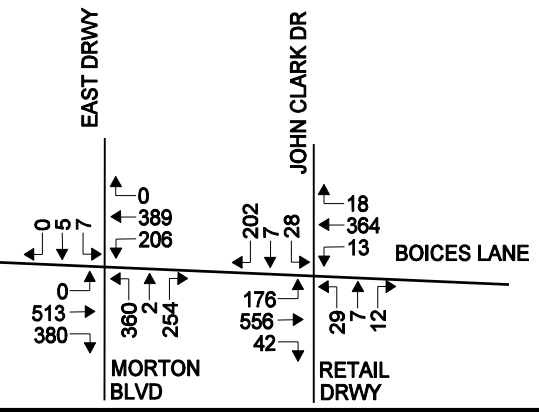 EAST DRWY
JOHN CLARK DR
0
389
206
0 5 7
18
364
13
202 7 28
BOICES LANE
0
513
380
360 2 254
176
556
42
29 7 12
MORTON
BLVD
RETAIL
DRWY